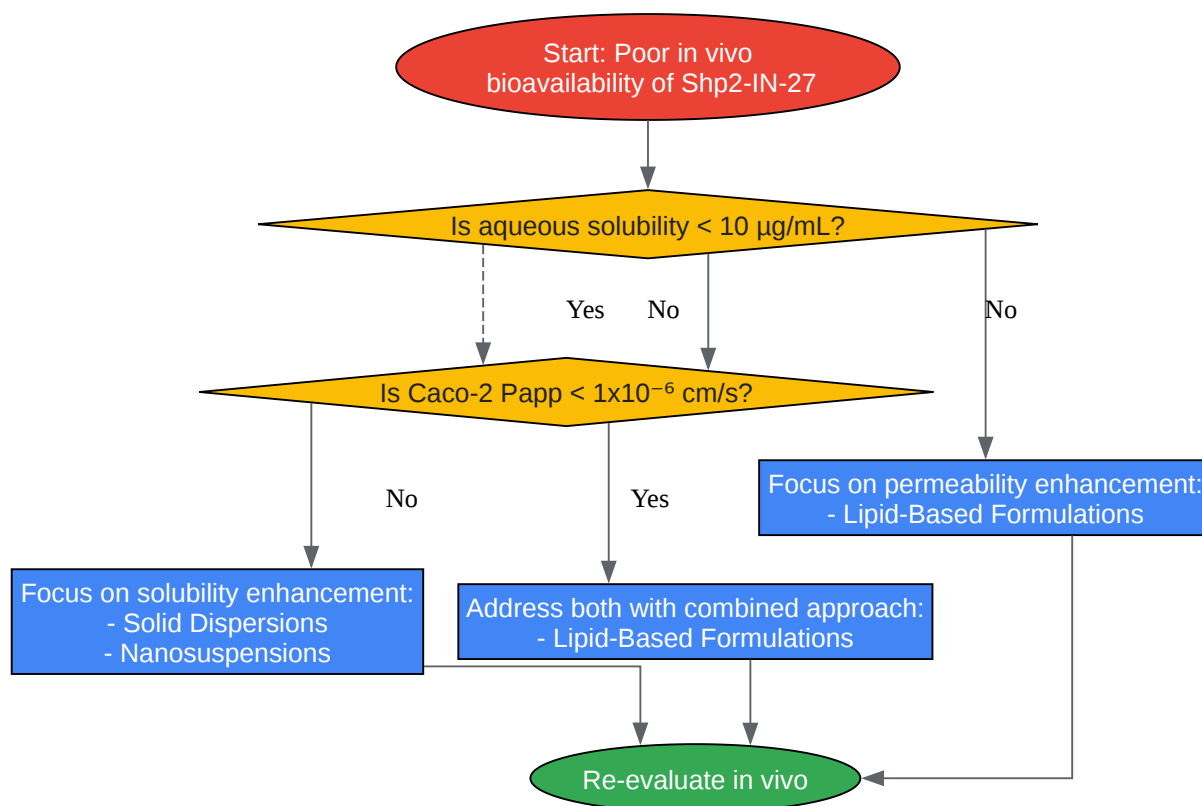 Start: Poor in vivo
bioavailability of Shp2-IN-27
Is aqueous solubility < 10 µg/mL?
Yes
No
No
Is Caco-2 Papp < 1x10⁻⁶ cm/s?
No
Yes
Focus on permeability enhancement:
- Lipid-Based Formulations
Focus on solubility enhancement:
- Solid Dispersions
- Nanosuspensions
Address both with combined approach:
- Lipid-Based Formulations
Re-evaluate in vivo